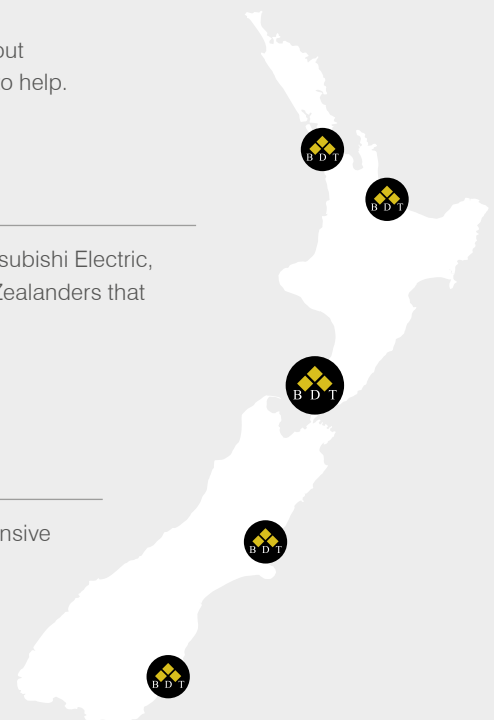 out
o help.
subishi Electric,
Zealanders that
nsive
B D T
B D T
B D T
B D T
B D T